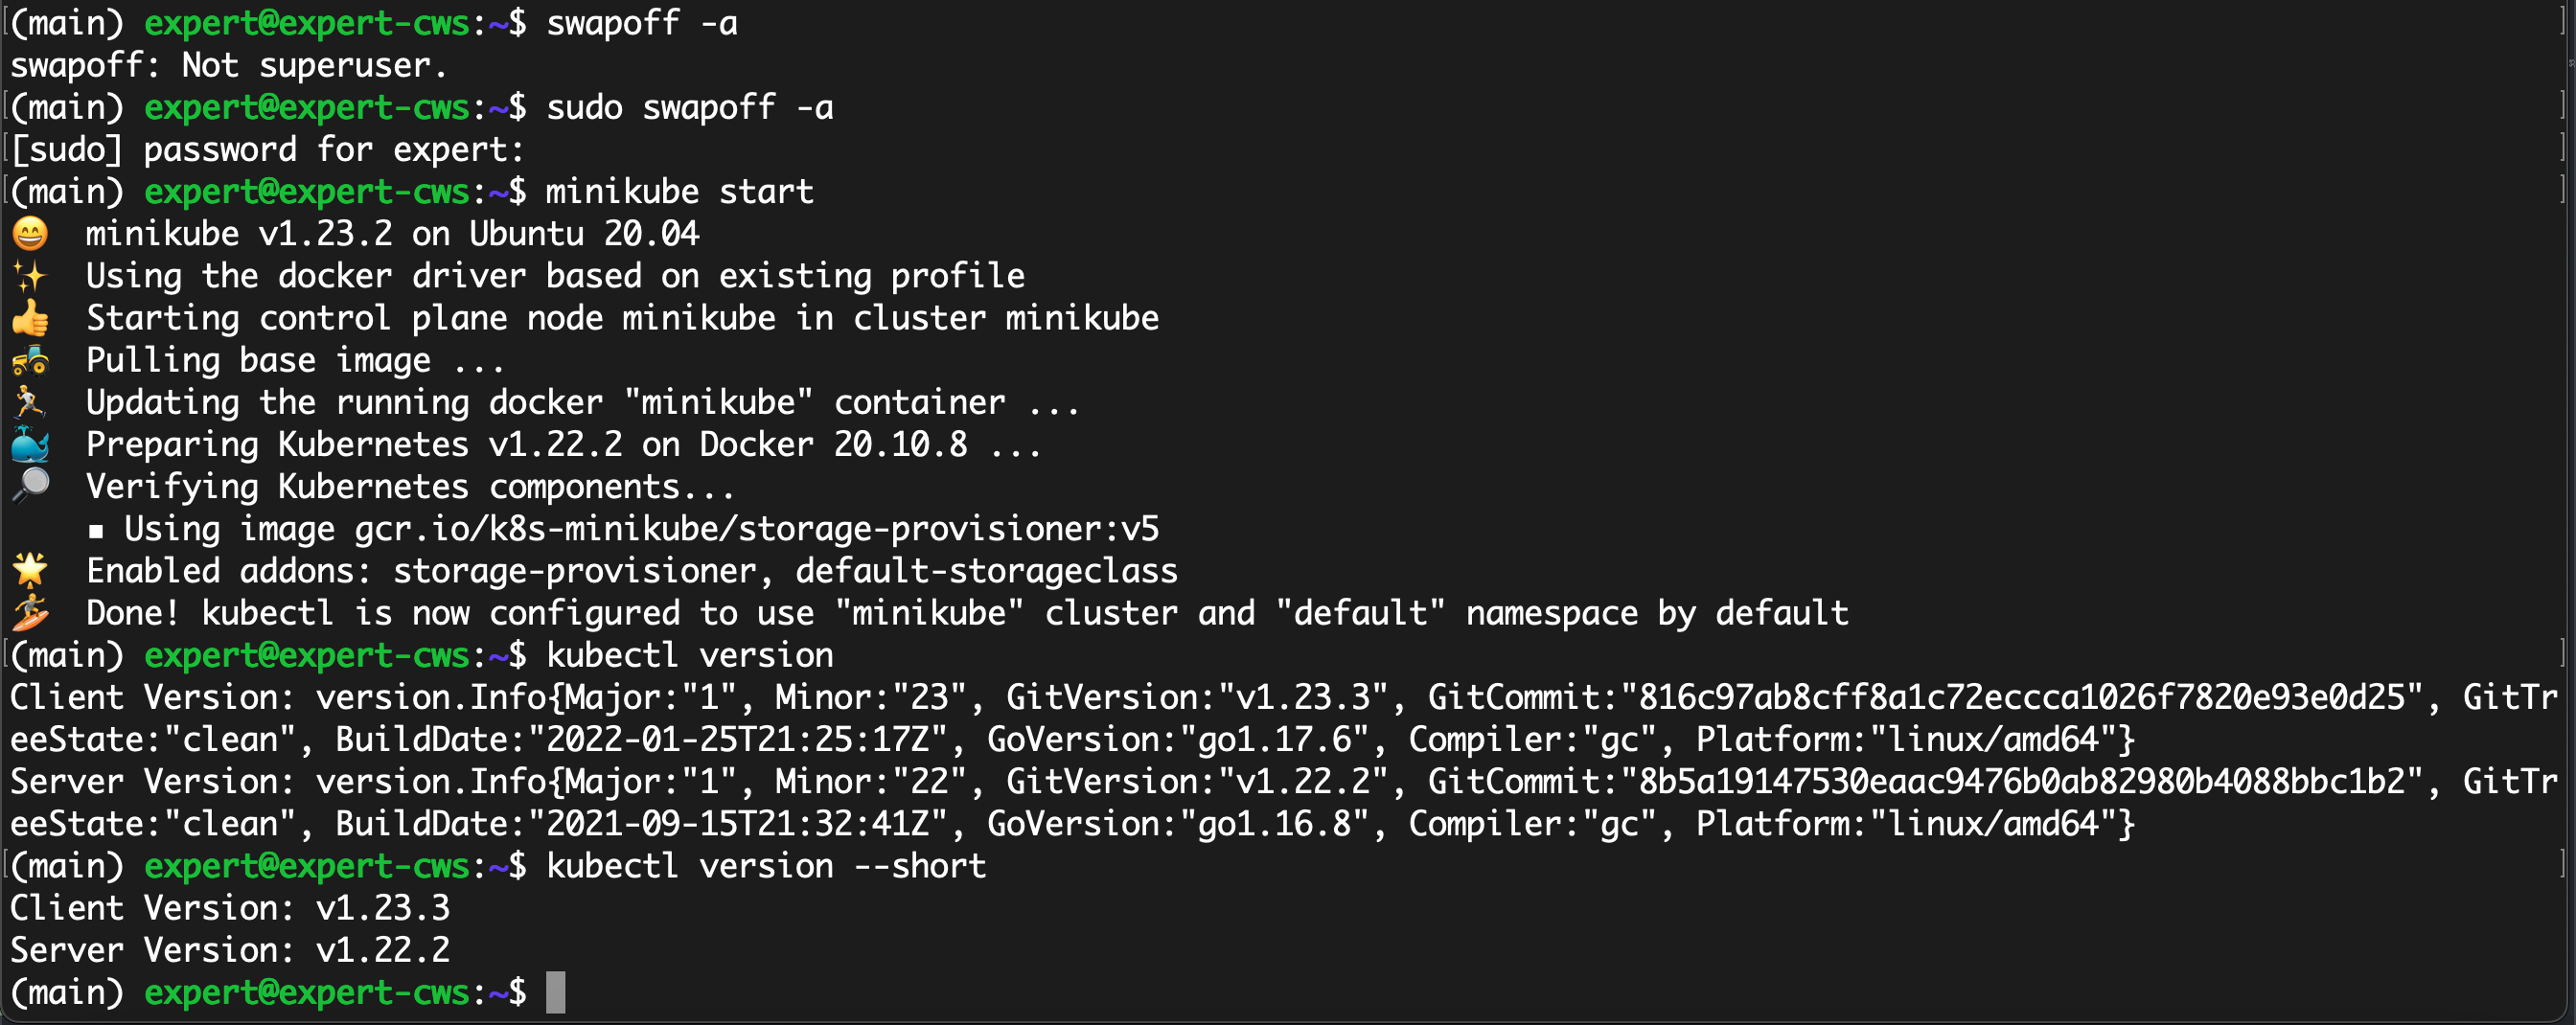 (main) expert@expert-cws:~$ swapoff -a
swapoff: Not superuser.
(main) expert@expert-cws:~$ sudo swapoff -a
[sudo] password for expert:
(main) expert@expert-cws:~$ minikube start
😄  minikube v1.23.2 on Ubuntu 20.04
✨  Using the docker driver based on existing profile
👍  Starting control plane node minikube in cluster minikube
🚜  Pulling base image ...
🏃  Updating the running docker "minikube" container ...
🐳  Preparing Kubernetes v1.22.2 on Docker 20.10.8 ...
🔎  Verifying Kubernetes components...
    ▪ Using image gcr.io/k8s-minikube/storage-provisioner:v5
🌟  Enabled addons: storage-provisioner, default-storageclass
🏄  Done! kubectl is now configured to use "minikube" cluster and "default" namespace by default
(main) expert@expert-cws:~$ kubectl version
Client Version: version.Info{Major:"1", Minor:"23", GitVersion:"v1.23.3", GitCommit:"816c97ab8cff8a1c72eccca1026f7820e93e0d25", GitTr
eeState:"clean", BuildDate:"2022-01-25T21:25:17Z", GoVersion:"go1.17.6", Compiler:"gc", Platform:"linux/amd64"}
Server Version: version.Info{Major:"1", Minor:"22", GitVersion:"v1.22.2", GitCommit:"8b5a19147530eaac9476b0ab82980b4088bbc1b2", GitTr
eeState:"clean", BuildDate:"2021-09-15T21:32:41Z", GoVersion:"go1.16.8", Compiler:"gc", Platform:"linux/amd64"}
(main) expert@expert-cws:~$ kubectl version --short
Client Version: v1.23.3
Server Version: v1.22.2
(main) expert@expert-cws:~$